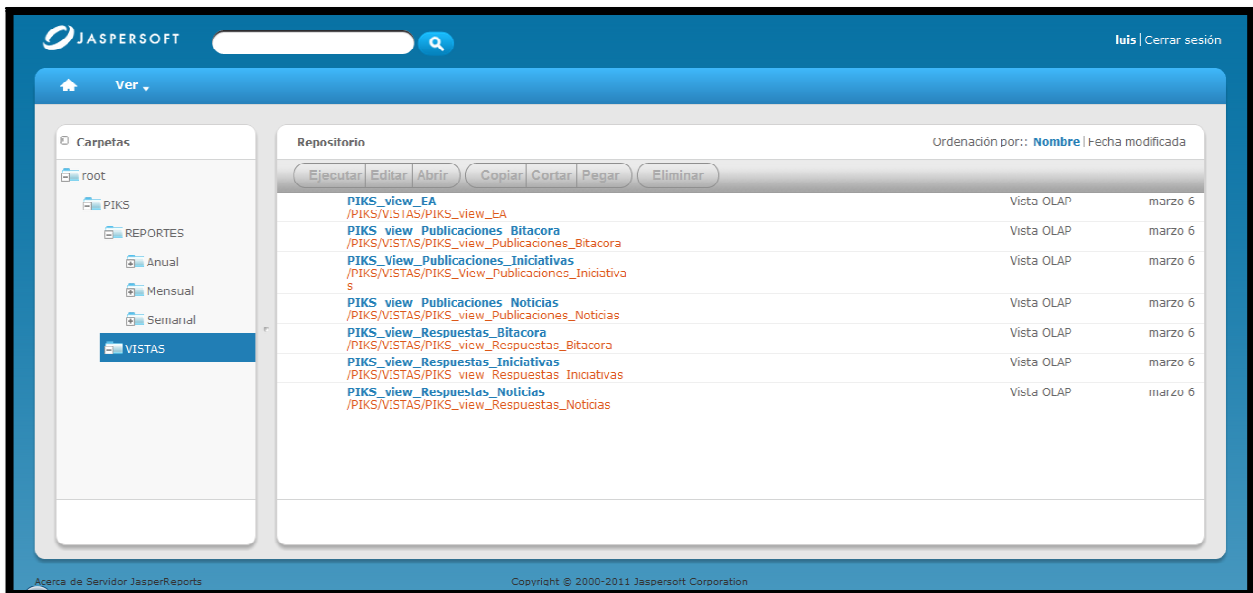 JASPERSOFT
luis | Cerrar sesión
Ver
Carpetas
root
PIKS
REPORTES
Anual
Mensual
Semanal
VISTAS
Repositorio
Ordenación por:: Nombre | Fecha modificada
Ejecutar Editar Abrir Copiar Cortar Pegar Eliminar
PIKS_view_EA Vista OLAP marzo 6
/PIKS/VISTAS/PIKS_view_EA
PIKS_view_Publicaciones_Bitacora Vista OLAP marzo 6
/PIKS/VISTAS/PIKS_view_Publicaciones_Bitacora
PIKS_View_Publicaciones_Iniciativas Vista OLAP marzo 6
/PIKS/VISTAS/PIKS_View_Publicaciones_Iniciativa
s
PIKS_view_Publicaciones_Noticias Vista OLAP marzo 6
/PIKS/VISTAS/PIKS_view_Publicaciones_Noticias
PIKS_view_Respuestas_Bitacora Vista OLAP marzo 6
/PIKS/VISTAS/PIKS_view_Respuestas_Bitacora
PIKS_view_Respuestas_Iniciativas Vista OLAP marzo 6
/PIKS/VISTAS/PIKS_view_Respuestas_Iniciativas
PIKS_view_Respuestas_Noticias Vista OLAP marzo 6
/PIKS/VISTAS/PIKS_view_Respuestas_Noticias
Acerca de Servidor JasperReports
Copyright © 2000-2011 Jaspersoft Corporation